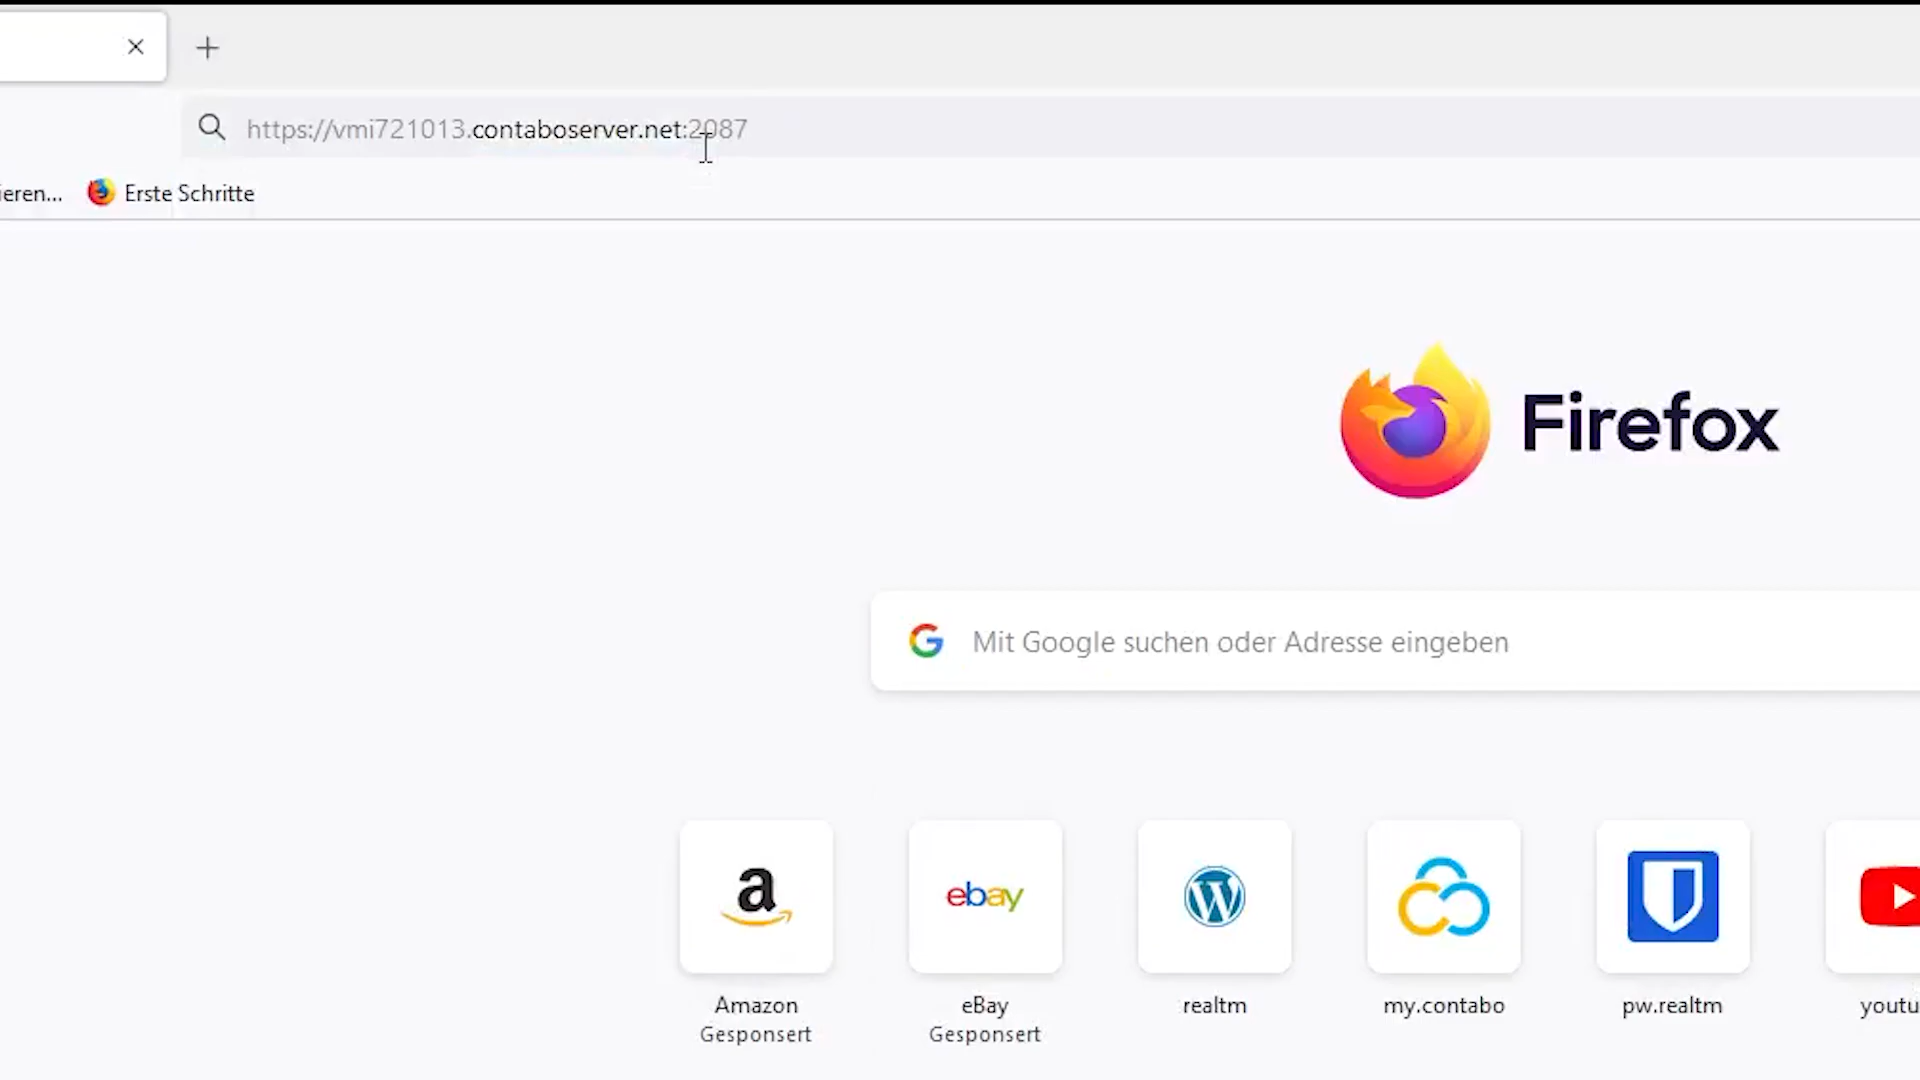 https://vmi721013.contaboserver.net:2087
ieren...
Erste Schritte
Firefox
Mit Google suchen oder Adresse eingeben
a
ebay
Amazon
Gesponsert
eBay
Gesponsert
realtm
my.contabo
pw.realtm
youtu